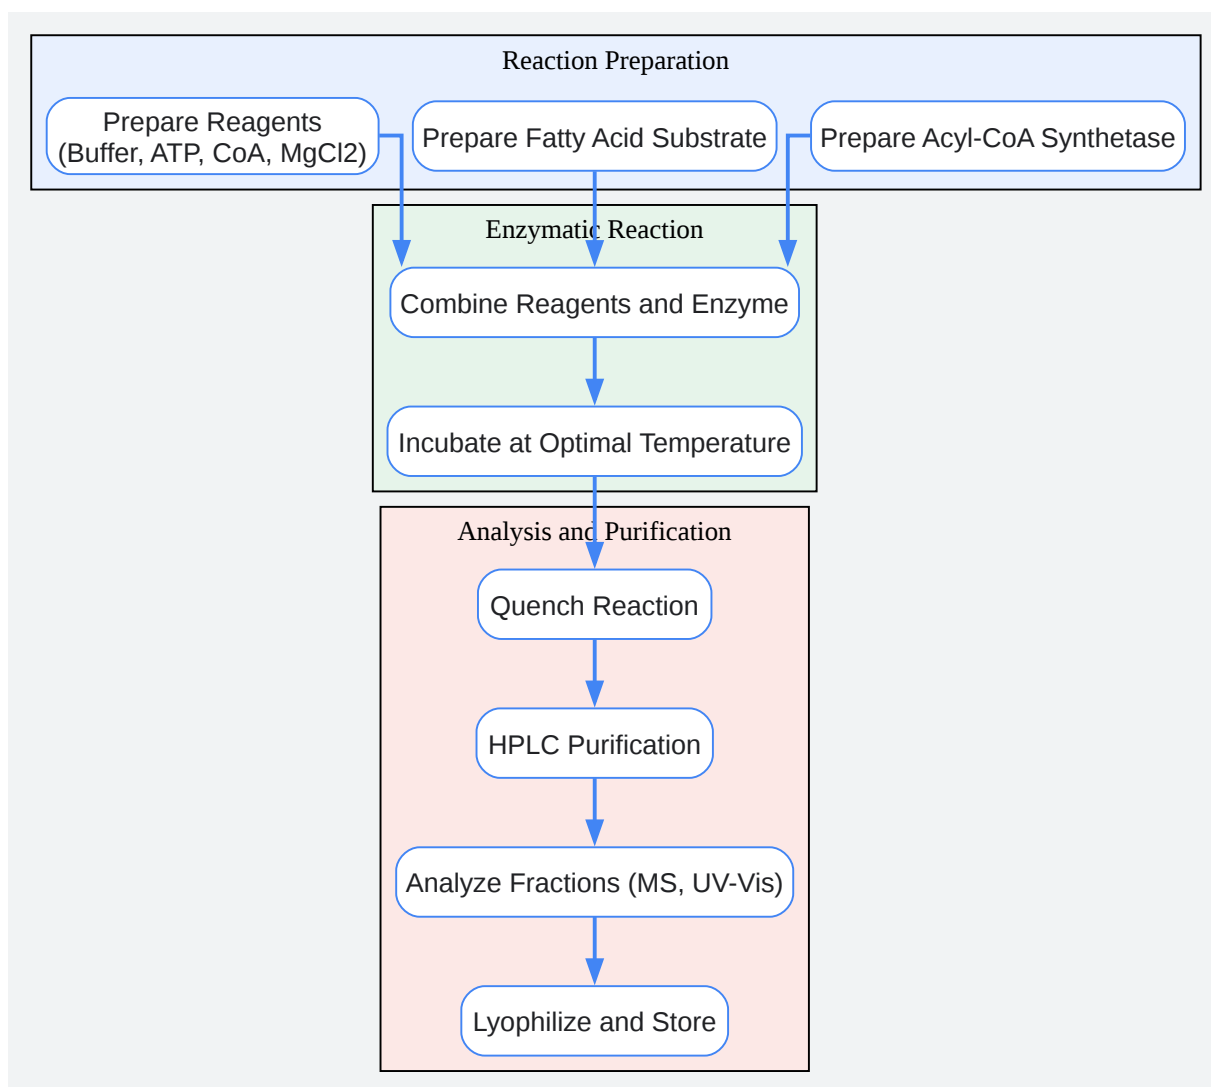 Reaction Preparation
Prepare Reagents
(Buffer, ATP, CoA, MgCl2)
Prepare Fatty Acid Substrate
Prepare Acyl-CoA Synthetase
Enzymatic Reaction
Combine Reagents and Enzyme
Incubate at Optimal Temperature
Analysis and Purification
Quench Reaction
HPLC Purification
Analyze Fractions (MS, UV-Vis)
Lyophilize and Store